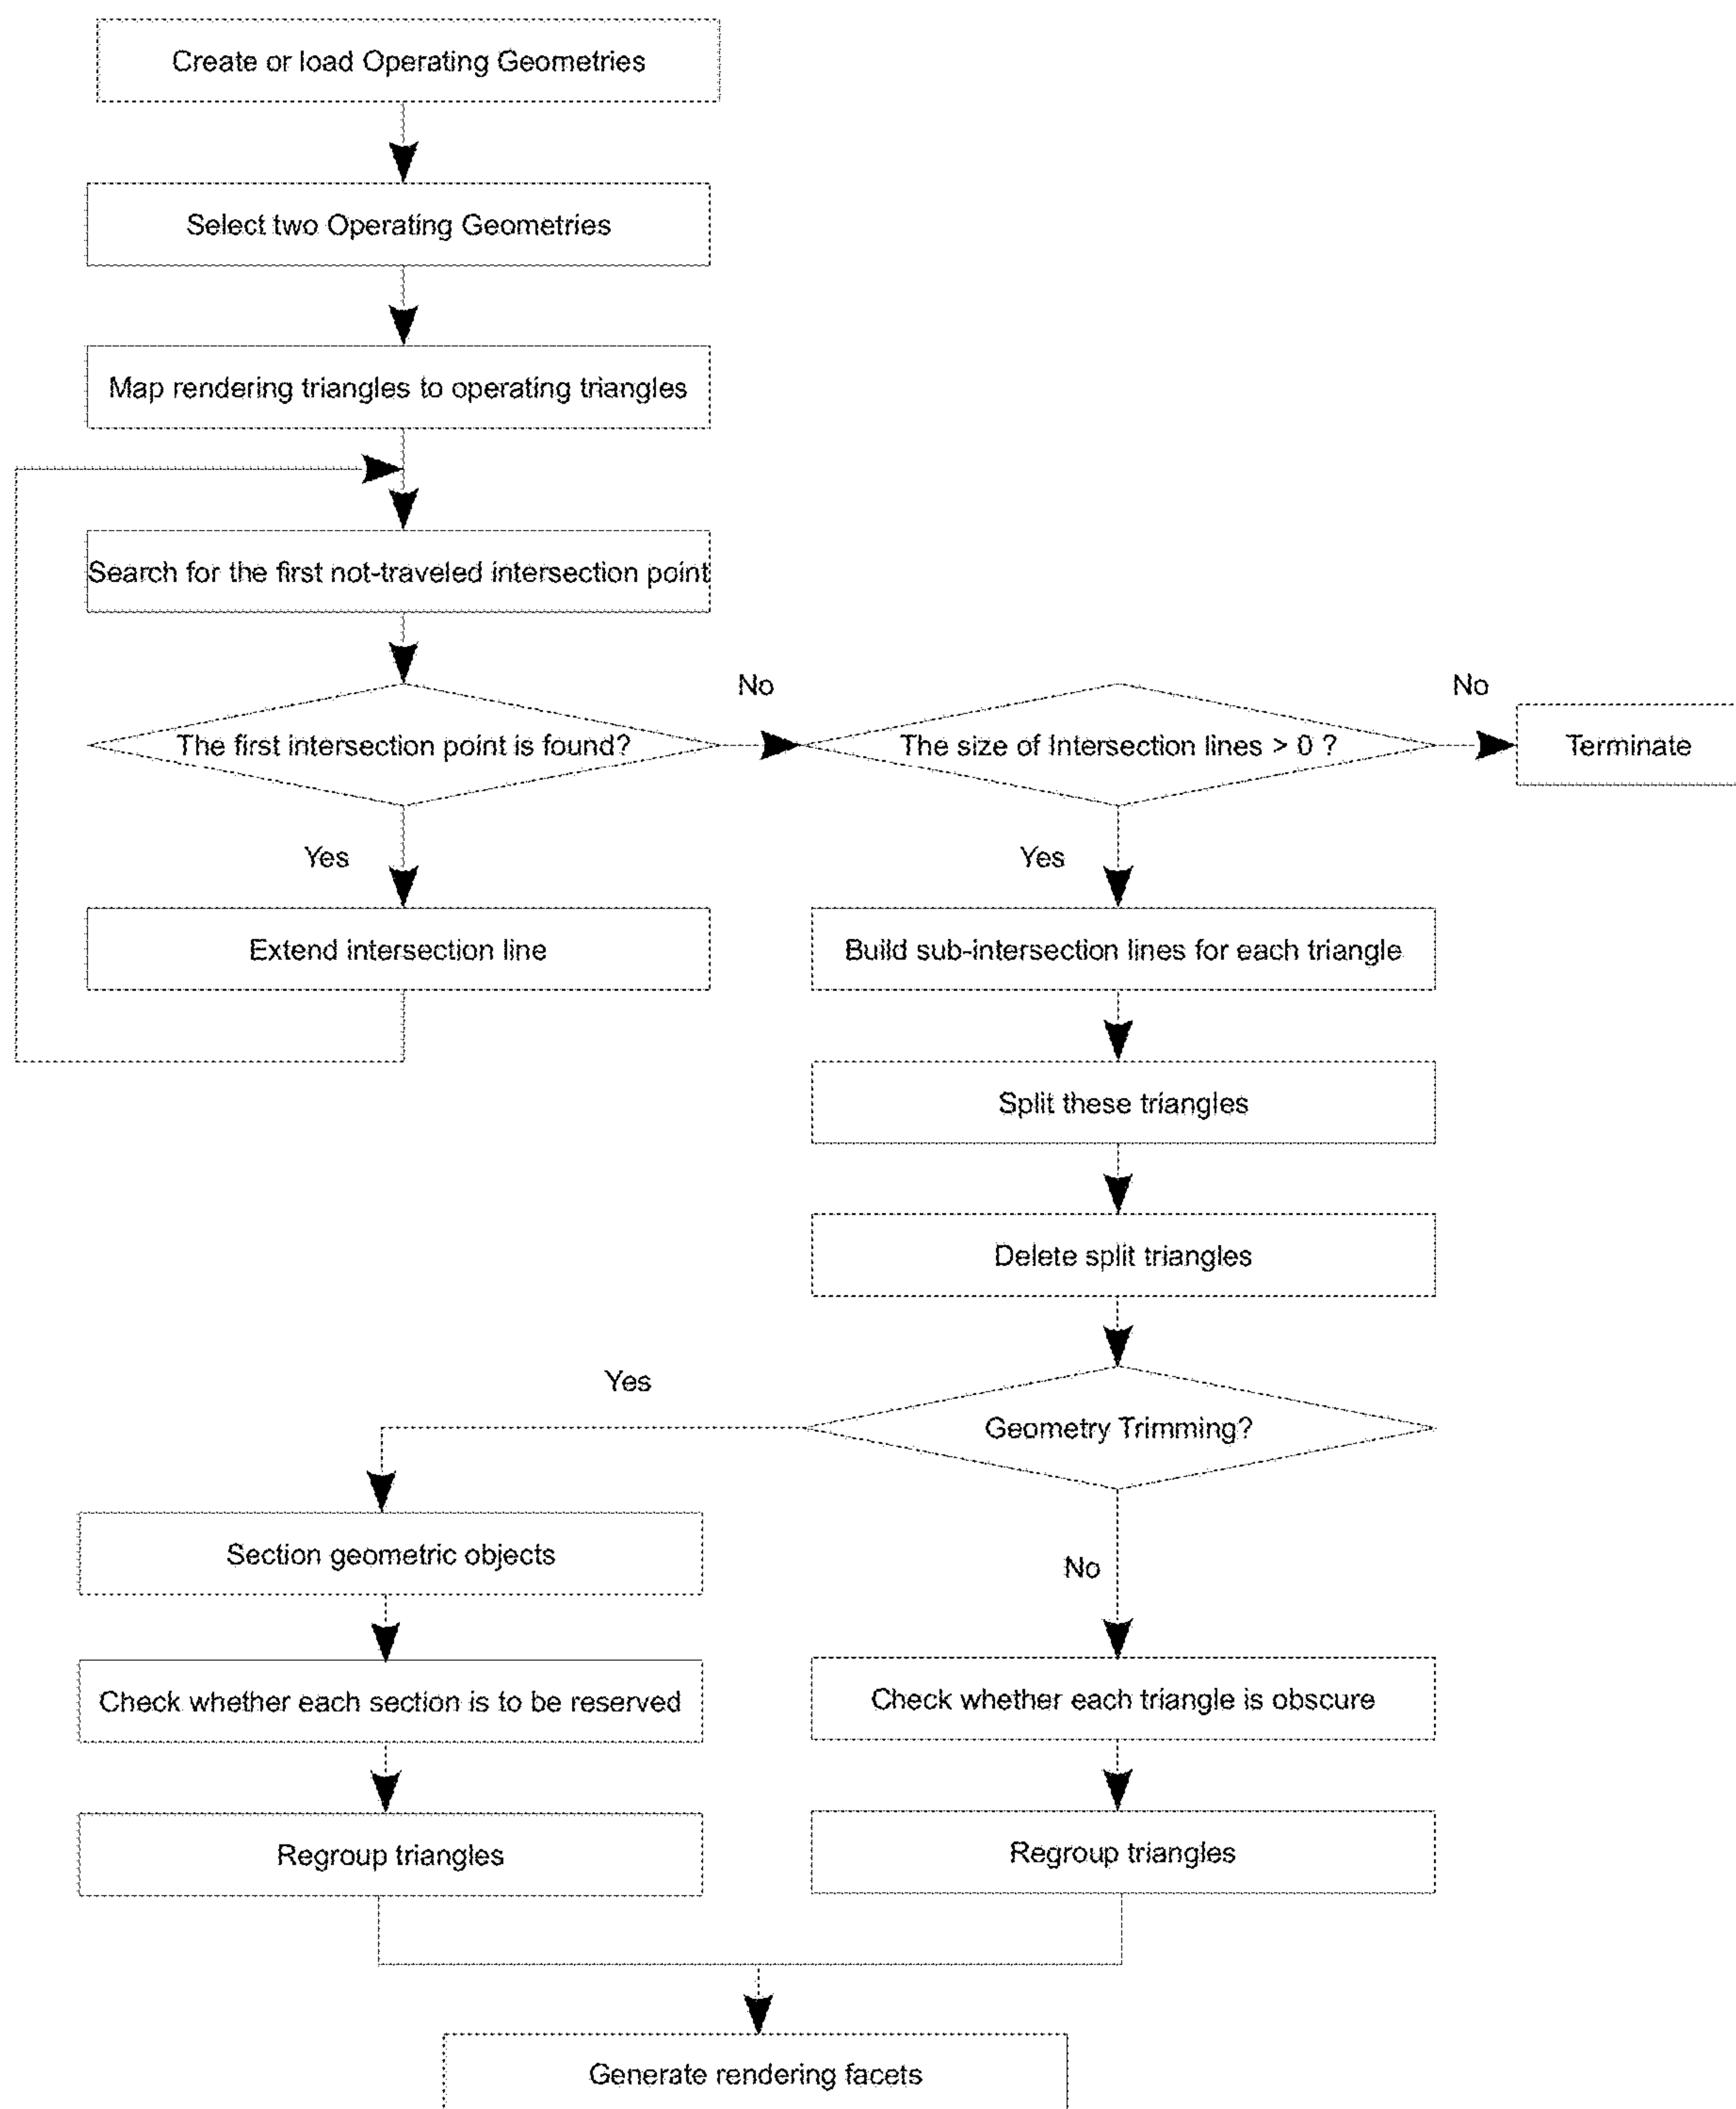 Create or load Operating Geometries
Select two Operating Geometries
Map rendering triangles to operating triangles
Search for the first not-traveled intersection point
The first intersection point is found?
No
The size of Intersection lines > 0 ?
No
Terminate
Yes
Yes
Extend intersection line
Build sub-intersection lines for each triangle
Split these triangles
Delete split triangles
Yes
Geometry Trimming?
Section geometric objects
No
Check whether each section is to be reserved
Check whether each triangle is obscure
Regroup triangles
Regroup triangles
Generate rendering facets